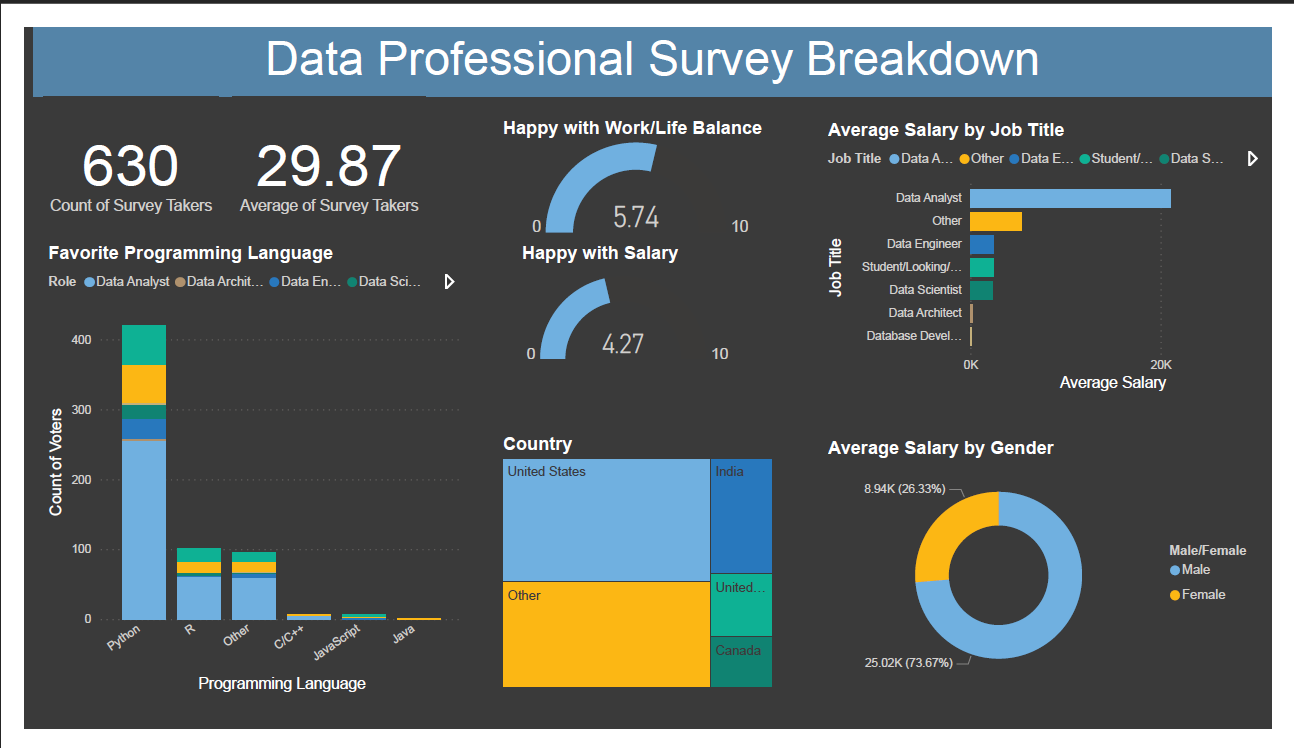 Data Professional Survey Breakdown
630
Count of Survey Takers
29.87
Average of Survey Takers
Favorite Programming Language
Role Data Analyst Data Archit... Data En... Data Sci...
Count of Voters
400
300
200
100
0
Python
R
Other
C/C++
JavaScript
Java
Programming Language
Happy with Work/Life Balance
0
5.74
10
Happy with Salary
0
4.27
10
Country
United States
India
Other
United...
Canada
Average Salary by Job Title
Job Title Data A... Other Data E... Student/... Data S...
Job Title
Data Analyst
Other
Data Engineer
Student/Looking/...
Data Scientist
Data Architect
Database Devel...
0K
20K
Average Salary
Average Salary by Gender
8.94K (26.33%)
25.02K (73.67%)
Male/Female
Male
Female